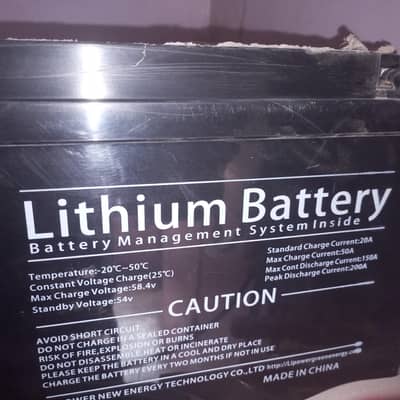 Lithium Battery
Battery Management System Inside
Temperature:-20℃~50℃
Constant Voltage Charge(25℃)
Max Charge Voltage:58.4v
Standby Voltage:54v
Standard Charge Current:20A
Max Charge Current:50A
Max Cont Discharge Current:150A
Peak Discharge Current:200A
CAUTION
AVOID SHORT CIRCUIT
DO NOT CHARGE IN A SEALED CONTAINER
RISK OF FIRE,EXPLOSION OR BURNS
DO NOT DISASSEMBLE,HEAT OR INCINERATE
PLEASE KEEP THE BATTERY IN A COOL AND DRY PLACE
CHARGE THE BATTERY EVERY TWO MONTHS IF NOT IN USE
OWER NEW ENERGY TECHNOLOGY CO.,LTD http://Lipowergreenenergy.co
MADE IN CHINA